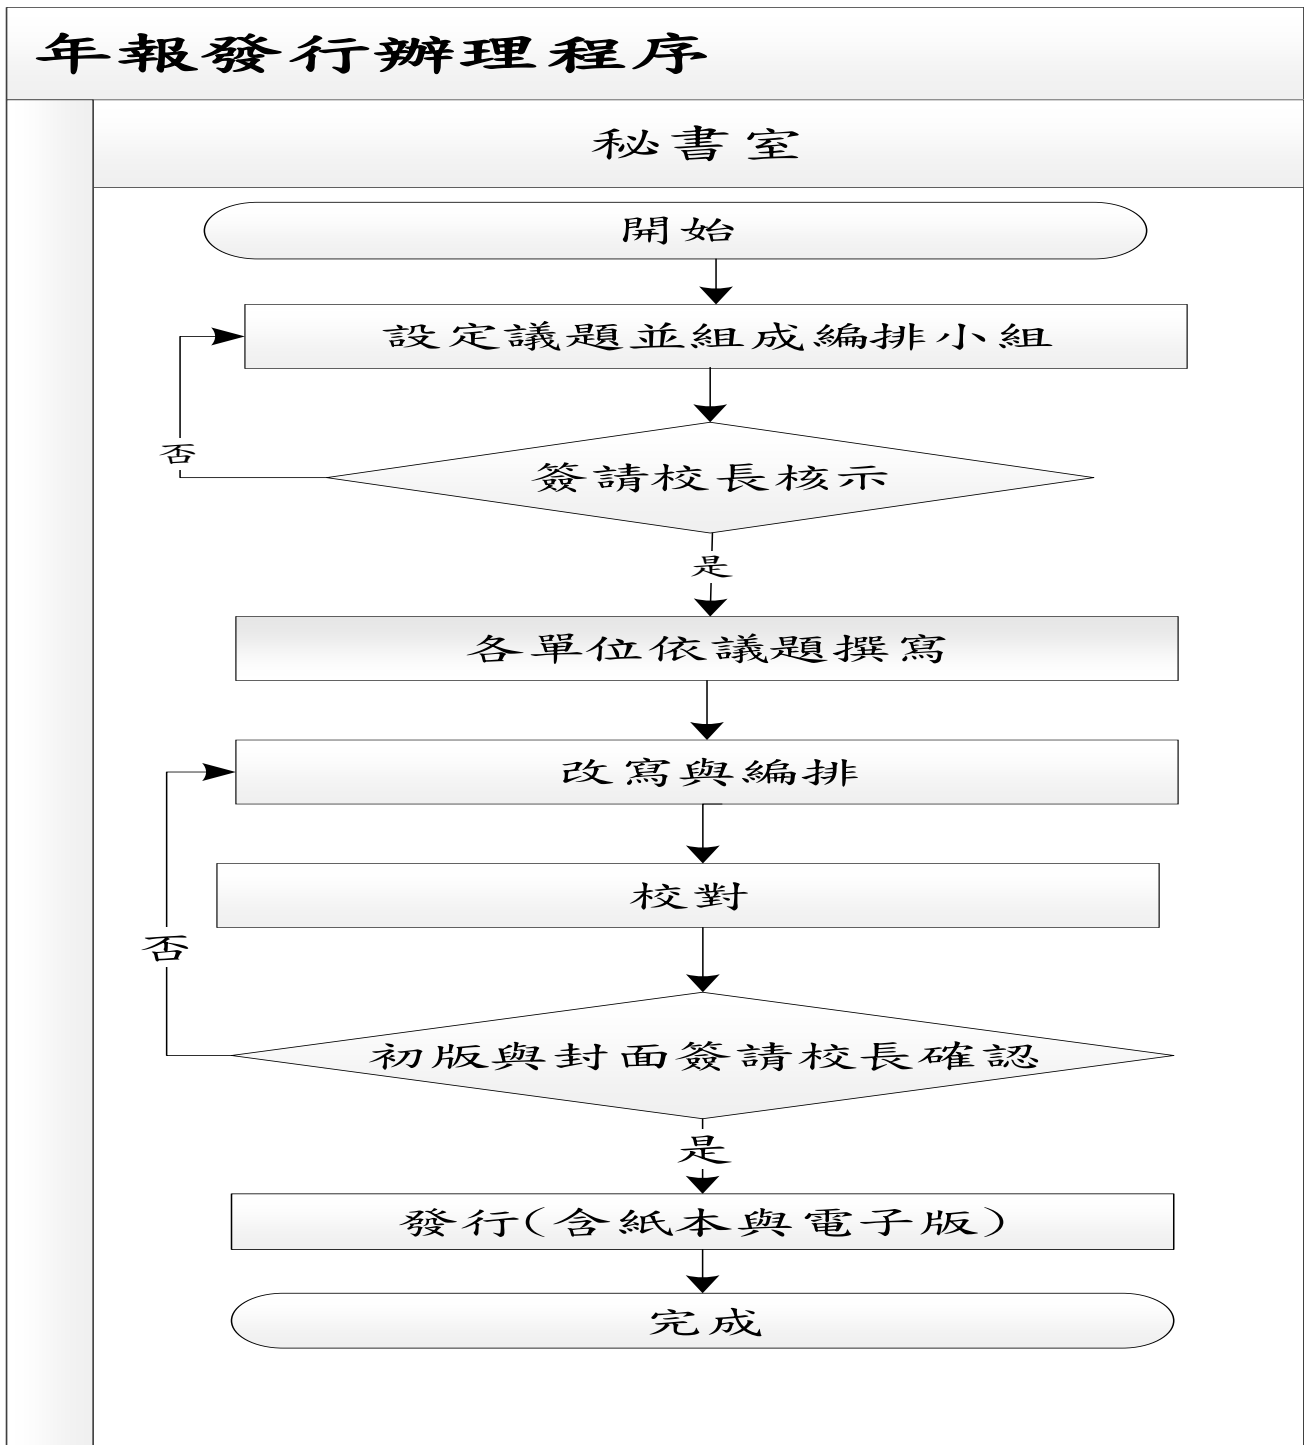 年報發行辦理程序
秘書室
開始
設定議題並組成編排小組
否
簽請校長核示
是
各單位依議題撰寫
改寫與編排
校對
否
初版與封面簽請校長確認
是
發行(含紙本與電子版)
完成